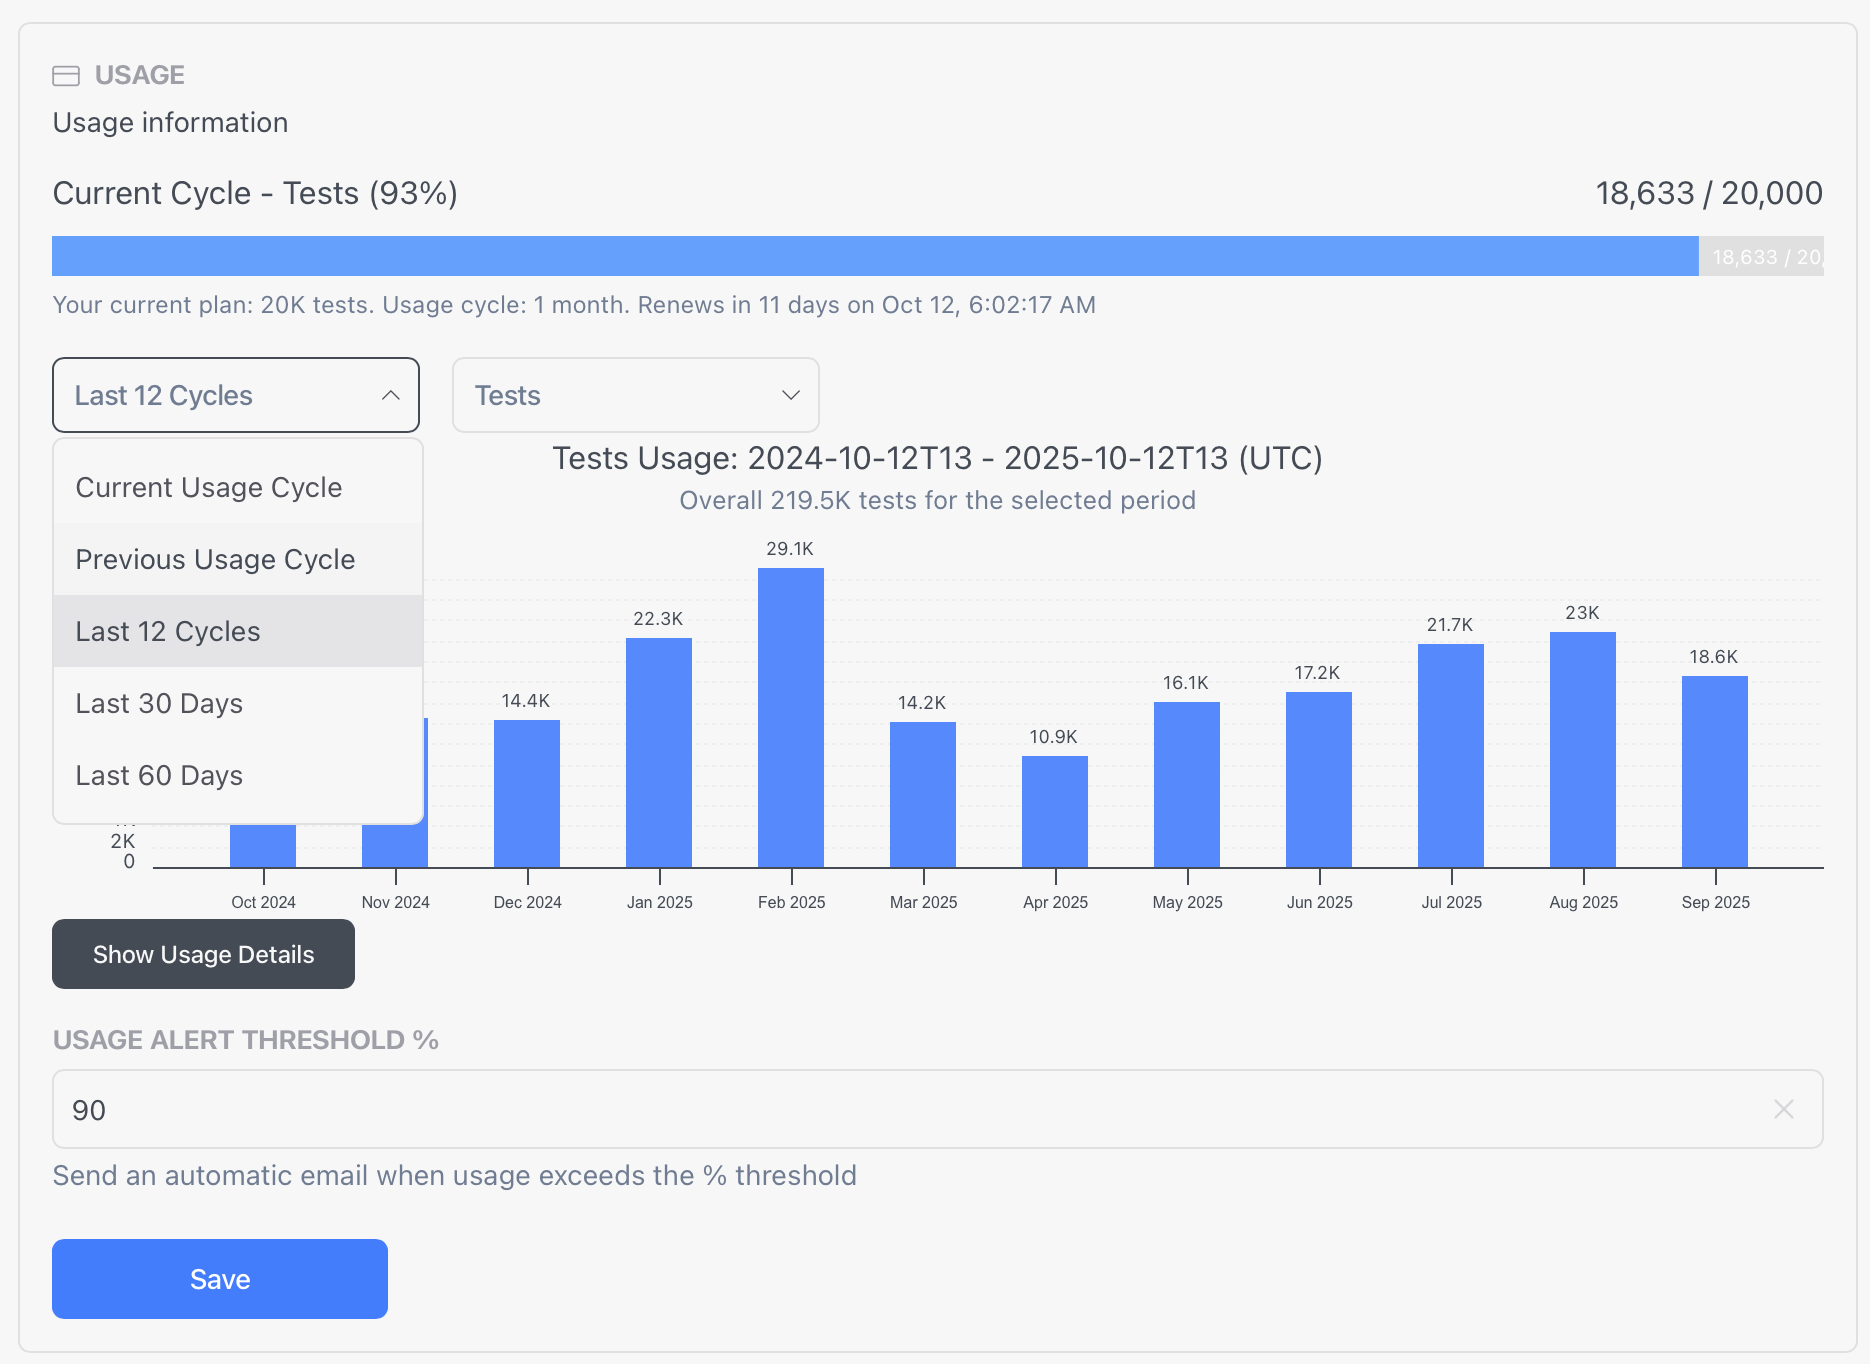 USAGE
Usage information
Current Cycle - Tests (93%)
18,633 / 20,000
18,633 / 20,
Your current plan: 20K tests. Usage cycle: 1 month. Renews in 11 days on Oct 12, 6:02:17 AM
Last 12 Cycles
Tests
Current Usage Cycle
Previous Usage Cycle
Last 12 Cycles
Last 30 Days
Last 60 Days
Tests Usage: 2024-10-12T13 - 2025-10-12T13 (UTC)
Overall 219.5K tests for the selected period
14.4K
22.3K
29.1K
14.2K
10.9K
16.1K
17.2K
21.7K
23K
18.6K
2K
0
Oct 2024
Nov 2024
Dec 2024
Jan 2025
Feb 2025
Mar 2025
Apr 2025
May 2025
Jun 2025
Jul 2025
Aug 2025
Sep 2025
Show Usage Details
USAGE ALERT THRESHOLD %
90
Send an automatic email when usage exceeds the % threshold
Save